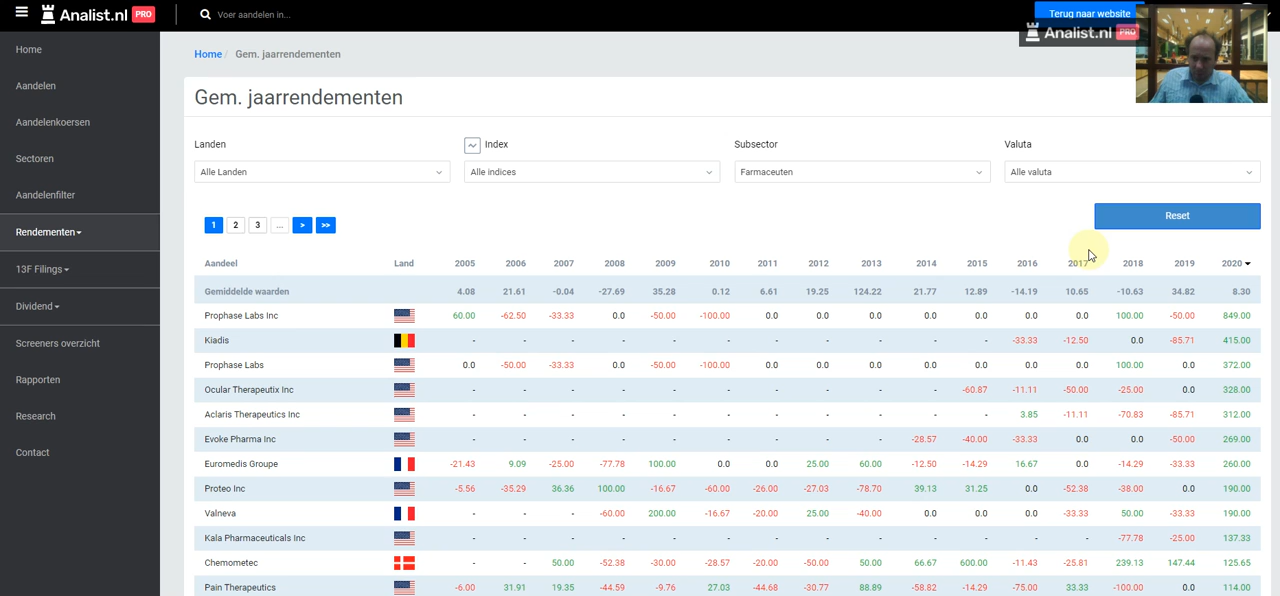 Analist.nl PRO Voer aandelen in... Terug naar website
Analist.nl PRO
Home
Aandelen
Aandelenkoersen
Sectoren
Aandelenfilter
Rendementen
13F Filings
Dividend
Screeners overzicht
Rapporten
Research
Contact
Home / Gem. jaarrendementen
Gem. jaarrendementen
Landen Index Subsector Valuta
Alle Landen Alle indices Farmaceuten Alle valuta
Reset
1 2 3 ... > >>
Aandeel Land 2005 2006 2007 2008 2009 2010 2011 2012 2013 2014 2015 2016 2017 2018 2019 2020
Gemiddelde waarden 4.08 21.61 -0.04 -27.69 35.28 0.12 6.61 19.25 124.22 21.77 12.89 -14.19 10.65 -10.63 34.82 8.30
Prophase Labs Inc 60.00 -62.50 -33.33 0.0 -50.00 -100.00 0.0 0.0 0.0 0.0 0.0 0.0 0.0 100.00 -50.00 849.00
Kiadis - - - - - - - - - - - -33.33 -12.50 0.0 -85.71 415.00
Prophase Labs 0.0 -50.00 -33.33 0.0 -50.00 -100.00 0.0 0.0 0.0 0.0 0.0 0.0 0.0 100.00 0.0 372.00
Ocular Therapeutix Inc - - - - - - - - - - -60.87 -11.11 -50.00 -25.00 0.0 328.00
Aclaris Therapeutics Inc - - - - - - - - - - - 3.85 -11.11 -70.83 -85.71 312.00
Evoke Pharma Inc - - - - - - - - - -28.57 -40.00 -33.33 0.0 0.0 -50.00 269.00
Euromedis Groupe -21.43 9.09 -25.00 -77.78 100.00 0.0 0.0 25.00 60.00 -12.50 -14.29 16.67 0.0 -14.29 -33.33 260.00
Proteo Inc -5.56 -35.29 36.36 100.00 -16.67 -60.00 -26.00 -27.03 -78.70 39.13 31.25 0.0 -52.38 -38.00 0.0 190.00
Valneva - - - -60.00 200.00 -16.67 -20.00 25.00 -40.00 0.0 0.0 0.0 -33.33 50.00 -33.33 190.00
Kala Pharmaceuticals Inc - - - - - - - - - - - - - -77.78 -25.00 137.33
Chemometec - - 50.00 -52.38 -30.00 -28.57 -20.00 -50.00 50.00 66.67 600.00 -11.43 -25.81 239.13 147.44 125.65
Pain Therapeutics -6.00 31.91 19.35 -44.59 -9.76 27.03 -44.68 -30.77 88.89 -58.82 -14.29 -75.00 33.33 -100.00 0.0 114.00